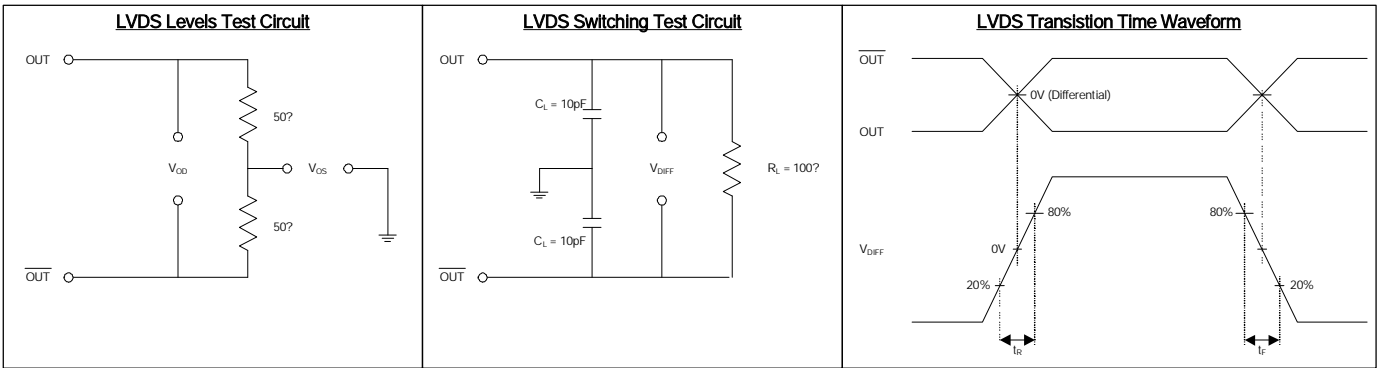 LVDS Levels Test Circuit
OUT
50?
V_OD
V_OS
50?
OUT
LVDS Switching Test Circuit
OUT
C_L = 10pF
V_DIFF
R_L = 100?
C_L = 10pF
OUT
LVDS Transistion Time Waveform
OUT
0V (Differential)
OUT
80%
80%
V_DIFF
0V
20%
20%
t_R
t_F